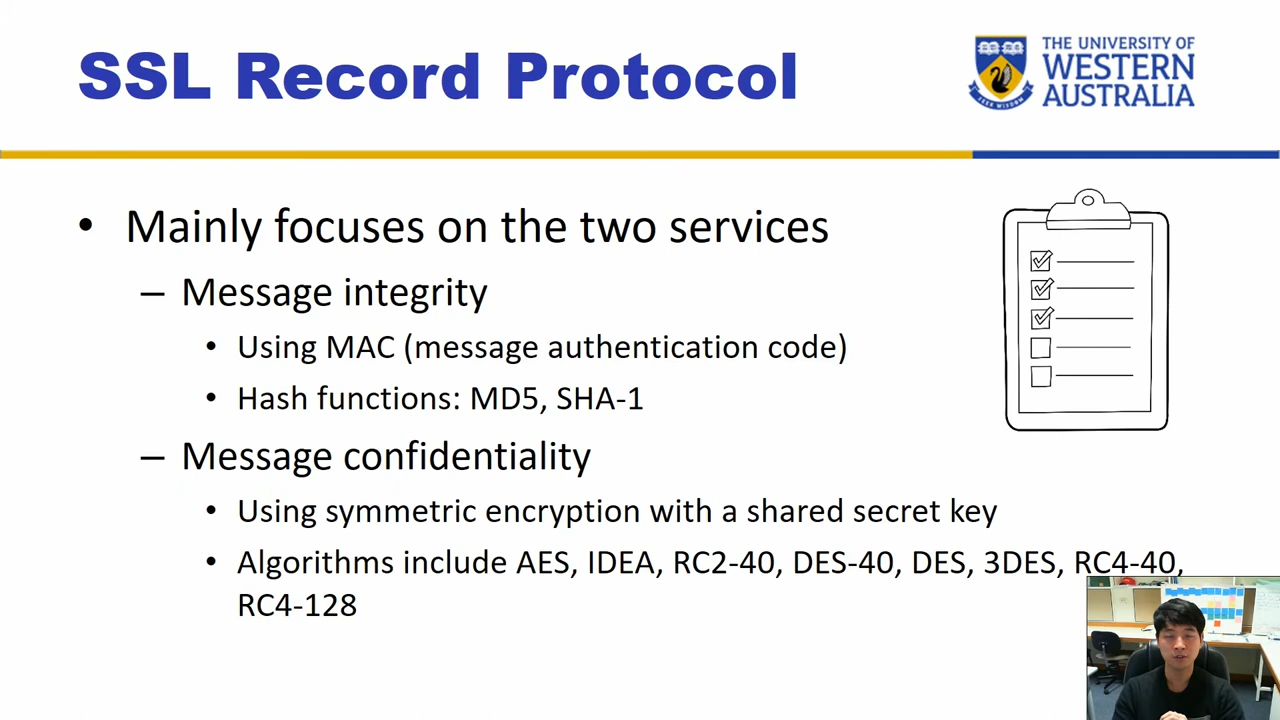 SSL Record Protocol
THE UNIVERSITY OF
WESTERN
AUSTRALIA
SEEK WISDOM
• Mainly focuses on the two services
– Message integrity
• Using MAC (message authentication code)
• Hash functions: MD5, SHA-1
– Message confidentiality
• Using symmetric encryption with a shared secret key
• Algorithms include AES, IDEA, RC2-40, DES-40, DES, 3DES, RC4-40,
RC4-128